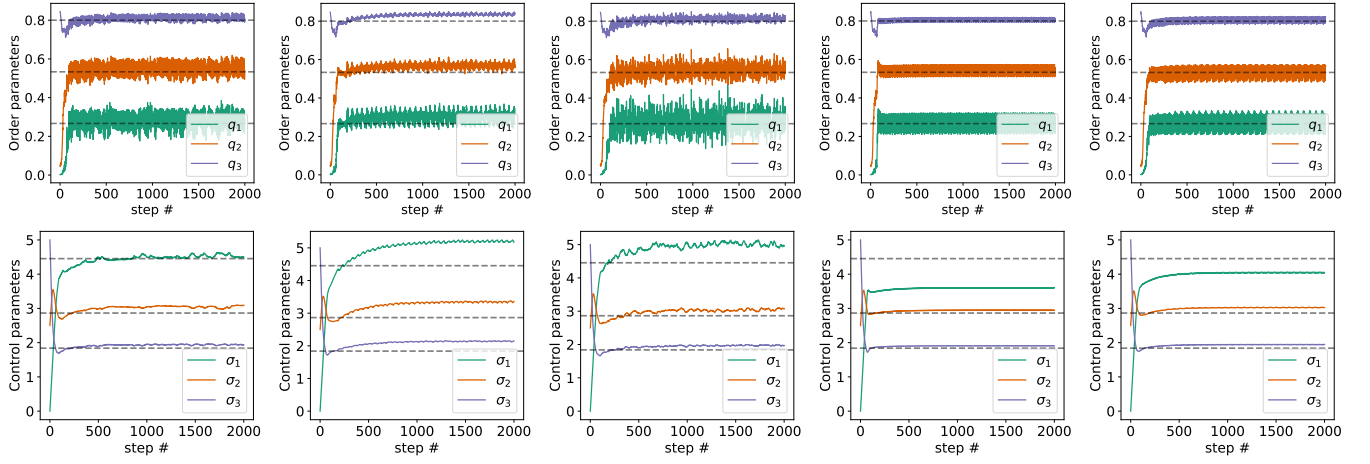 Order parameters
0.8
0.6
0.4
0.2
0.0
q1
q2
q3
0 500 1000 1500 2000
step #
Order parameters
0.8
0.6
0.4
0.2
0.0
q1
q2
q3
0 500 1000 1500 2000
step #
Order parameters
0.8
0.6
0.4
0.2
0.0
q1
q2
q3
0 500 1000 1500 2000
step #
Order parameters
0.8
0.6
0.4
0.2
0.0
q1
q2
q3
0 500 1000 1500 2000
step #
Order parameters
0.8
0.6
0.4
0.2
0.0
q1
q2
q3
0 500 1000 1500 2000
step #
Control parameters
5
4
3
2
1
0
σ1
σ2
σ3
0 500 1000 1500 2000
step #
Control parameters
5
4
3
2
1
0
σ1
σ2
σ3
0 500 1000 1500 2000
step #
Control parameters
5
4
3
2
1
0
σ1
σ2
σ3
0 500 1000 1500 2000
step #
Control parameters
5
4
3
2
1
0
σ1
σ2
σ3
0 500 1000 1500 2000
step #
Control parameters
5
4
3
2
1
0
σ1
σ2
σ3
0 500 1000 1500 2000
step #